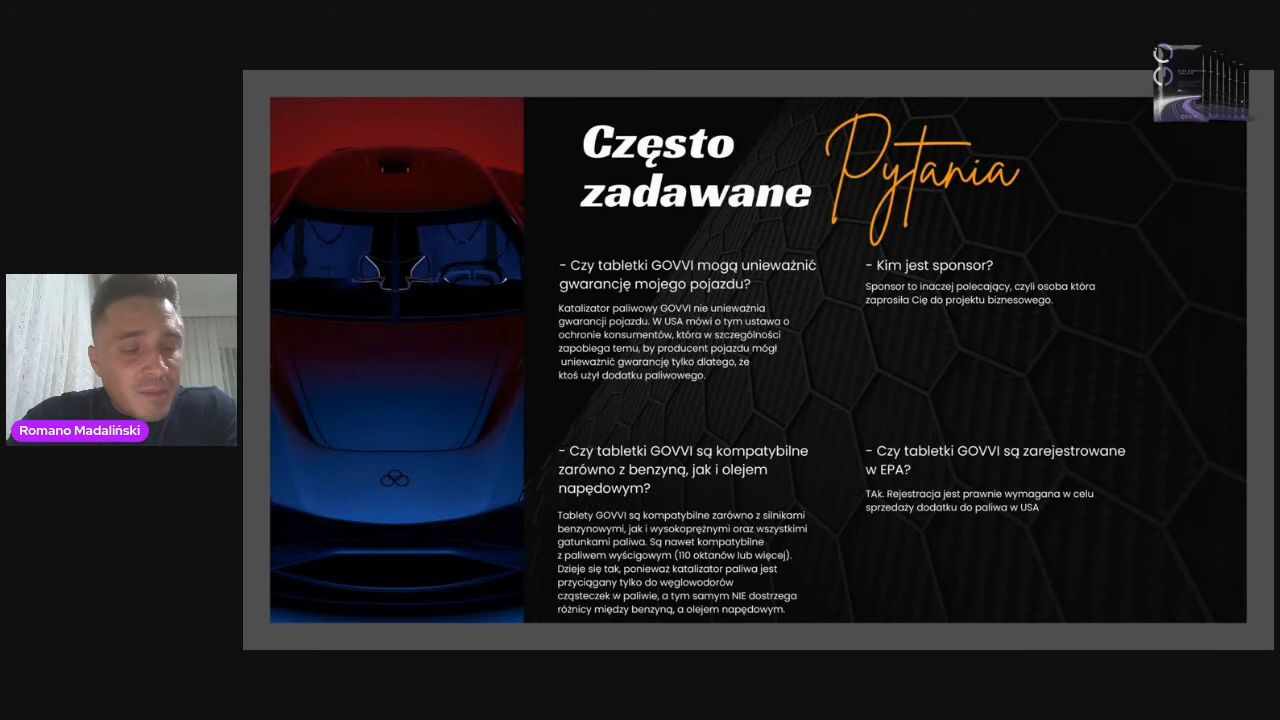 Często
zadawane
Pytania
- Czy tabletki GOVVI mogą unieważnić
gwarancję mojego pojazdu?
Katalizator paliwowy GOVVI nie unieważnia
gwarancji pojazdu. W USA mówi o tym ustawa o
ochronie konsumentów, która w szczególności
zapobiega temu, by producent pojazdu mógł
unieważnić gwarancję tylko dlatego, że
ktoś użył dodatku paliwowego.
- Kim jest sponsor?
Sponsor to inaczej polecający, czyli osoba która
zaprosiła Cię do projektu biznesowego.
- Czy tabletki GOVVI są kompatybilne
zarówno z benzyną, jak i olejem
napędowym?
Tablety GOVVI są kompatybilne zarówno z silnikami
benzynowymi, jak i wysokoprężnymi oraz wszystkimi
gatunkami paliwa. Są nawet kompatybilne
z paliwem wyścigowym (110 oktanów lub więcej).
Dzieje się tak, ponieważ katalizator paliwa jest
przyciągany tylko do węglowodorów
cząsteczek w paliwie, a tym samym NIE dostrzega
różnicy między benzyną, a olejem napędowym.
- Czy tabletki GOVVI są zarejestrowane
w EPA?
TAk. Rejestracja jest prawnie wymagana w celu
sprzedaży dodatku do paliwa w USA
Romano Madaliński